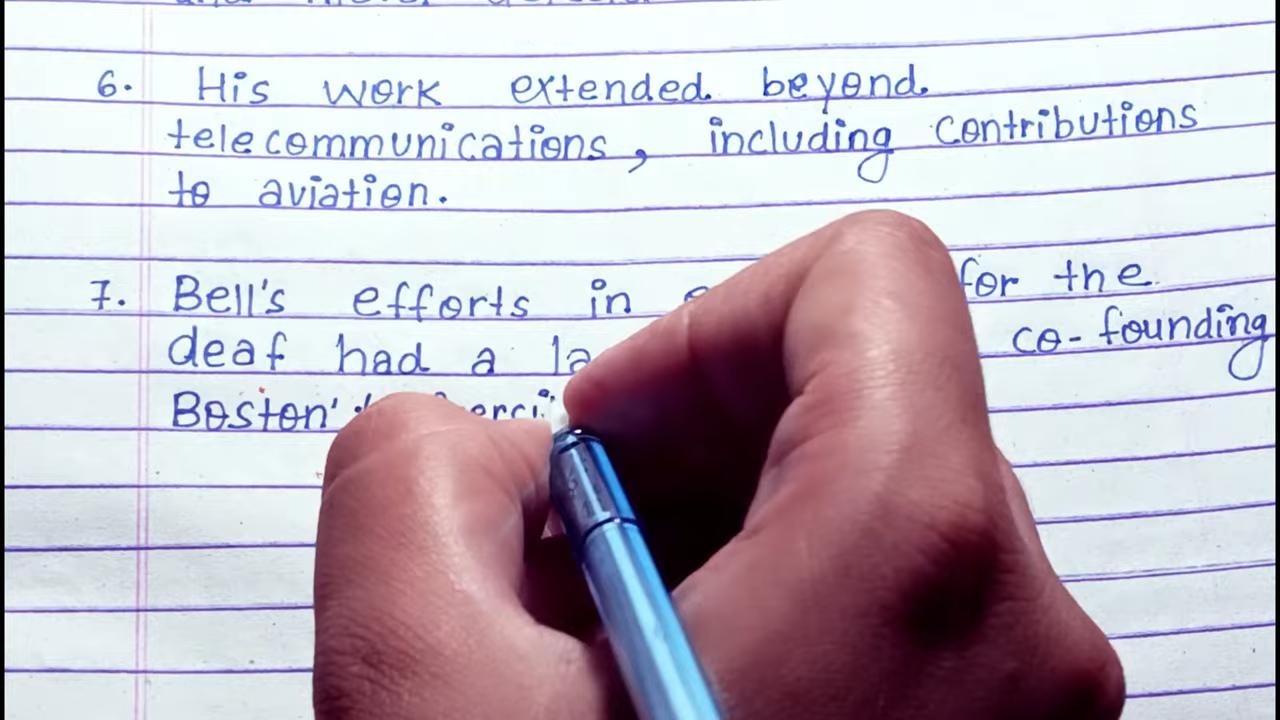 6. His work extended beyond
telecommunications, including contributions
to aviation.
7. Bell's efforts in for the
deaf had a co-founding